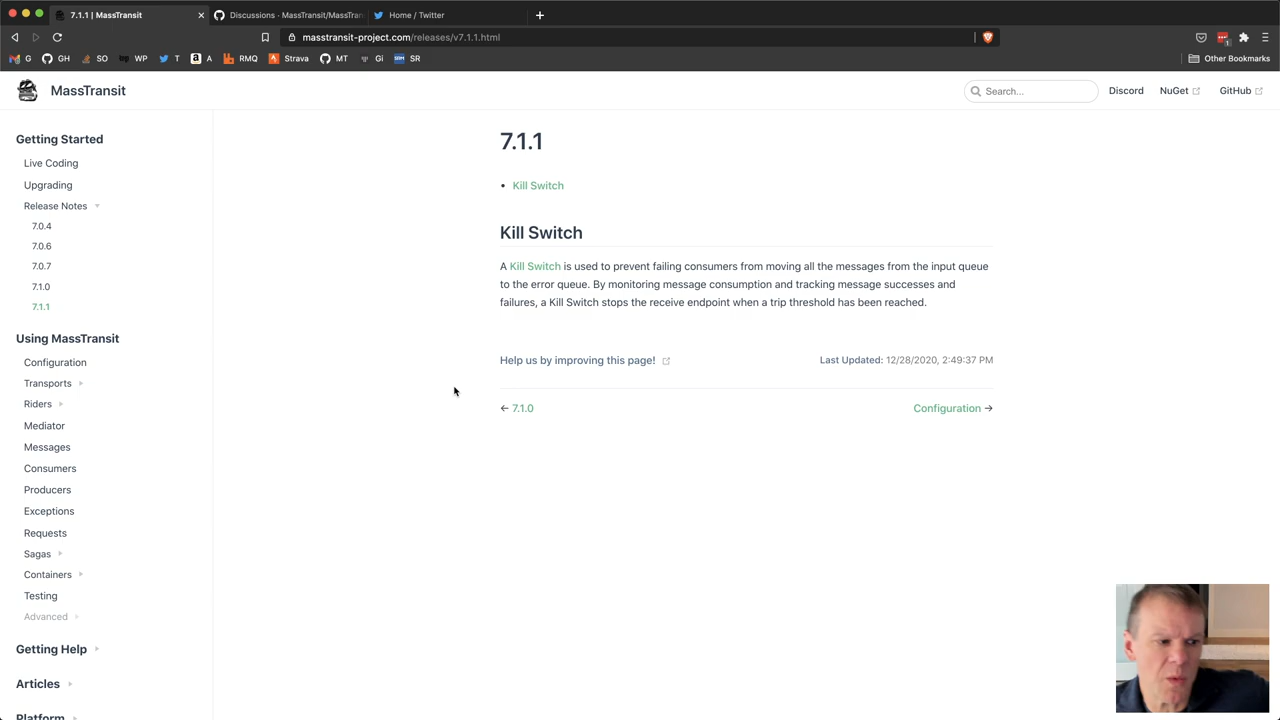 7.1.1 | MassTransit
Discussions · MassTransit/MassTran
Home / Twitter
masstransit-project.com/releases/v7.1.1.html
1
G
GH
SO
WP
T
A
RMQ
Strava
MT
Gi
SR
Other Bookmarks
MassTransit
Search...
Discord
NuGet
GitHub
Getting Started
Live Coding
Upgrading
Release Notes
7.0.4
7.0.6
7.0.7
7.1.0
7.1.1
Using MassTransit
Configuration
Transports
Riders
Mediator
Messages
Consumers
Producers
Exceptions
Requests
Sagas
Containers
Testing
Advanced
Getting Help
Articles
Platform
7.1.1
• Kill Switch
Kill Switch
A Kill Switch is used to prevent failing consumers from moving all the messages from the input queue
to the error queue. By monitoring message consumption and tracking message successes and
failures, a Kill Switch stops the receive endpoint when a trip threshold has been reached.
Help us by improving this page!
Last Updated: 12/28/2020, 2:49:37 PM
← 7.1.0
Configuration →